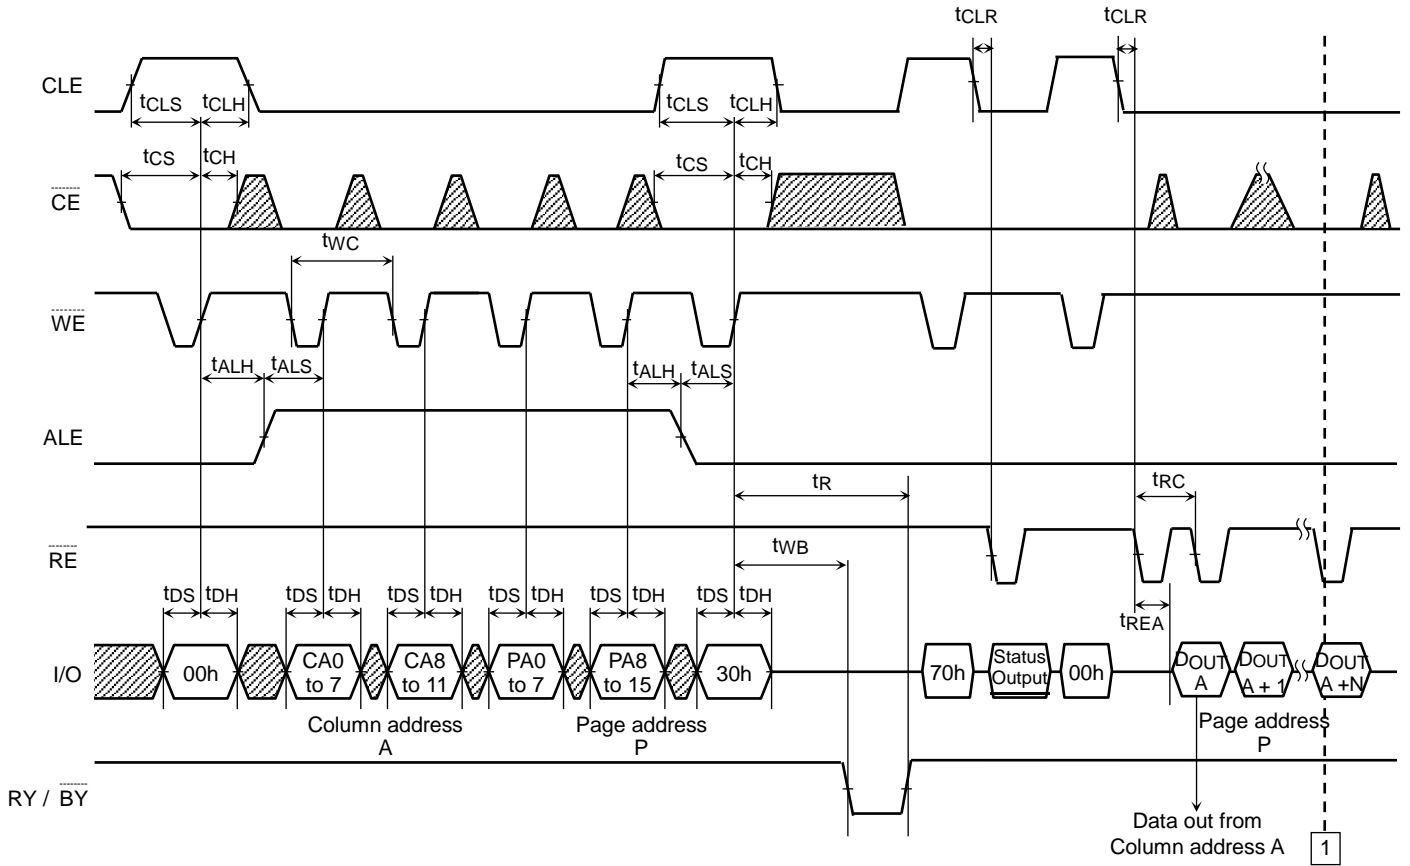 tCLR tCLR
CLE
tCLS tCLH tCLS tCLH
tCS tCH tCS tCH
CE
tWC
WE
tALH tALS tALH tALS
ALE
tR tRC
RE
tWB
tDS tDH tDS tDH tDS tDH tDS tDH tDS tDH tDS tDH
tREA
I/O
00h
CA0
to 7
CA8
to 11
PA0
to 7
PA8
to 15
30h
70h
Status
Output
00h
DOUT
A
DOUT
A + 1
DOUT
A +N
Column address
A
Page address
P
Page address
P
RY / BY
Data out from
Column address A
1